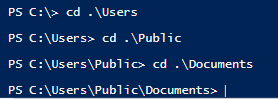 PS C:\> cd .\Users
PS C:\Users> cd .\Public
PS C:\Users\Public> cd .\Documents
PS C:\Users\Public\Documents>